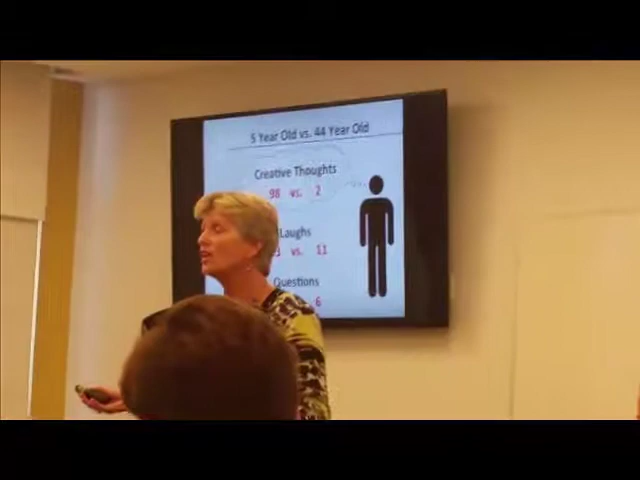 5 Year Old vs. 44 Year Old
Creative Thoughts
98 vs. 2
Laughs
vs. 11
Questions
6